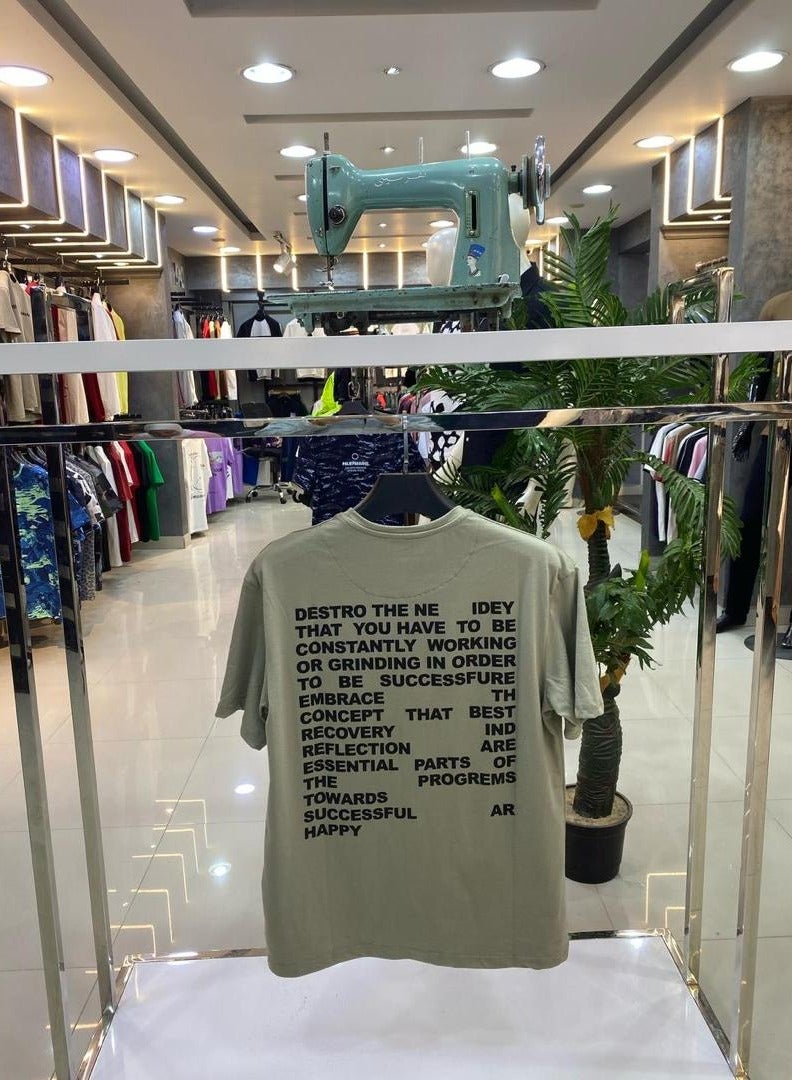 نفرتيتي
DESTRO THE NE IDEY
THAT YOU HAVE TO BE
CONSTANTLY WORKING
OR GRINDING IN ORDER
TO BE SUCCESSFURE
EMBRACE TH
CONCEPT THAT BEST
RECOVERY IND
REFLECTION ARE
ESSENTIAL PARTS OF
THE PROGREMS
TOWARDS
SUCCESSFUL AR
HAPPY